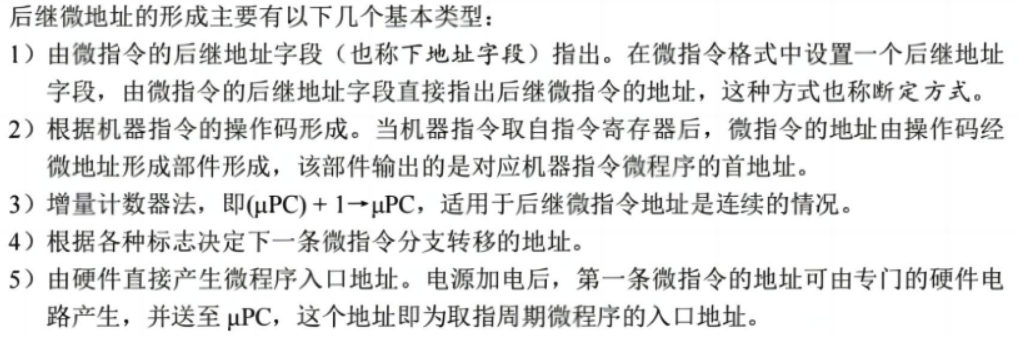 后继微地址的形成主要有以下几个基本类型：
1）由微指令的后继地址字段（也称下地址字段）指出。在微指令格式中设置一个后继地址
字段，由微指令的后继地址字段直接指出后继微指令的地址，这种方式也称断定方式。
2）根据机器指令的操作码形成。当机器指令取自指令寄存器后，微指令的地址由操作码经
微地址形成部件形成，该部件输出的是对应机器指令微程序的首地址。
3）增量计数器法，即(μPC) + 1→μPC，适用于后继微指令地址是连续的情况。
4）根据各种标志决定下一条微指令分支转移的地址。
5）由硬件直接产生微程序入口地址。电源加电后，第一条微指令的地址可由专门的硬件电
路产生，并送至 μPC，这个地址即为取指周期微程序的入口地址。